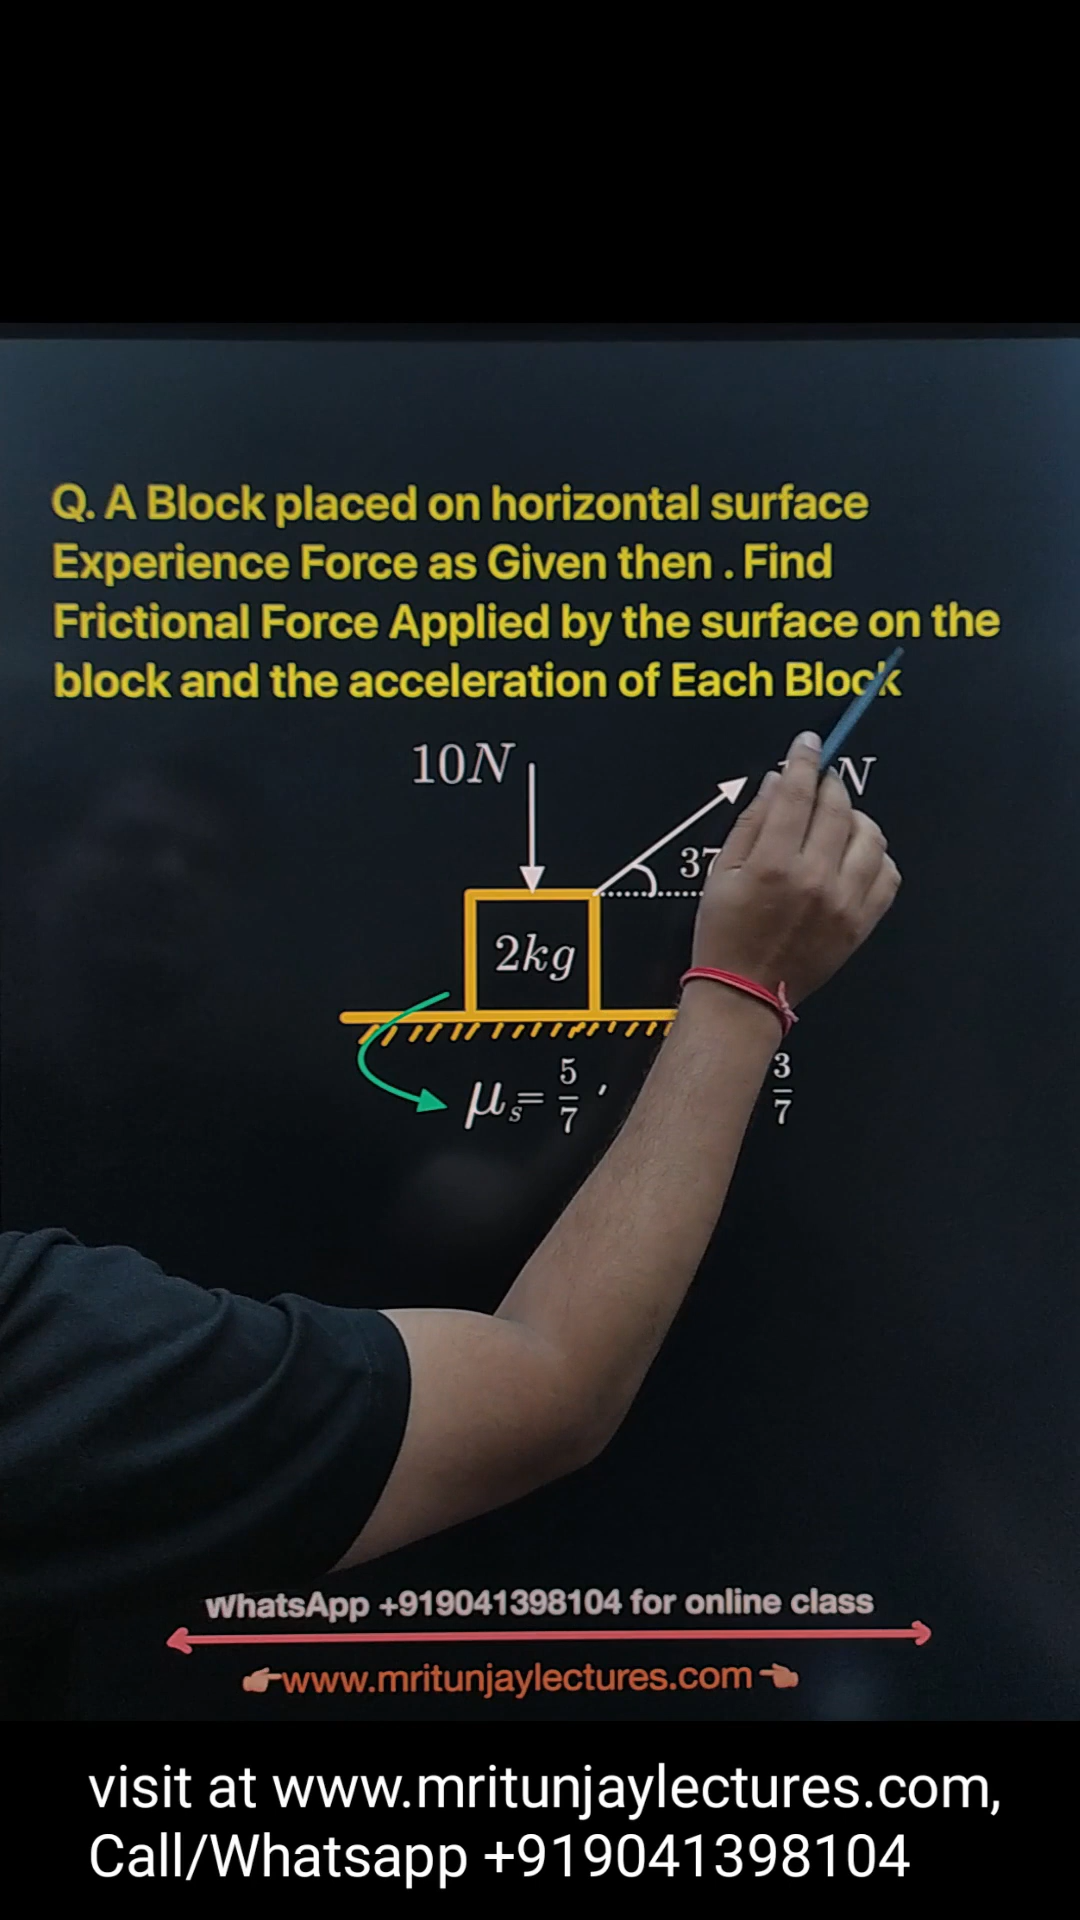 Q. A Block placed on horizontal surface
Experience Force as Given then . Find
Frictional Force Applied by the surface on the
block and the acceleration of Each Block
10N
N
37
2kg
μs= 5/7 ,
3/7
WhatsApp +919041398104 for online class
www.mritunjaylectures.com
visit at www.mritunjaylectures.com,
Call/Whatsapp +919041398104